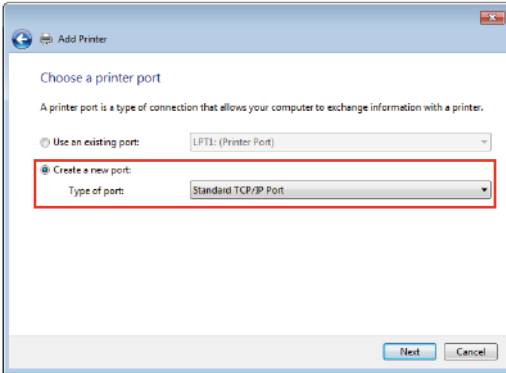 Add Printer
Choose a printer port
A printer port is a type of connection that allows your computer to exchange information with a printer.
Use an existing port: LPT1: (Printer Port)
Create a new port:
Type of port: Standard TCP/IP Port
Next Cancel